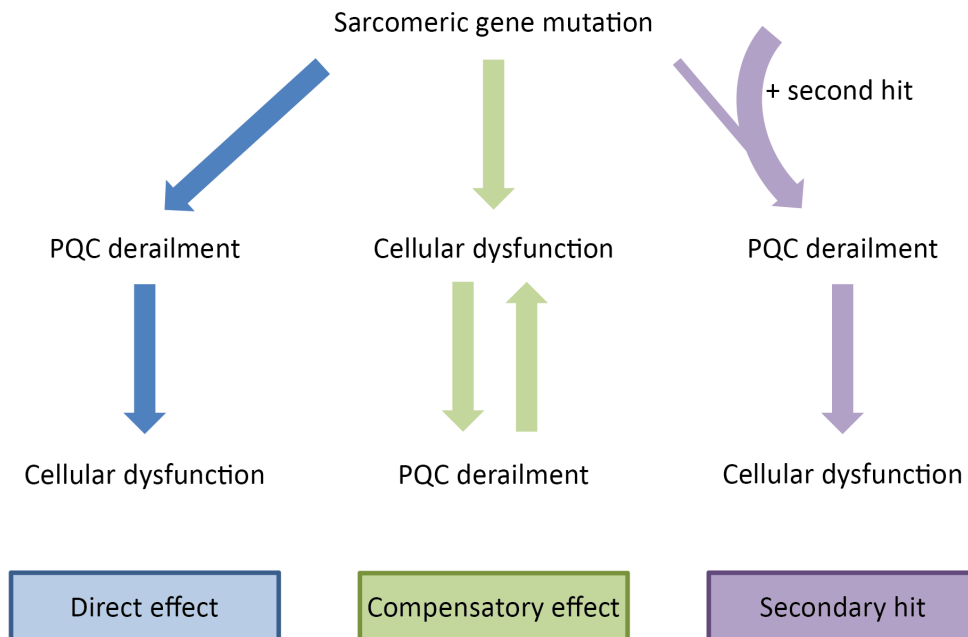 Sarcomeric gene mutation
+ second hit
PQC derailment
Cellular dysfunction
PQC derailment
Cellular dysfunction
PQC derailment
Cellular dysfunction
Direct effect
Compensatory effect
Secondary hit